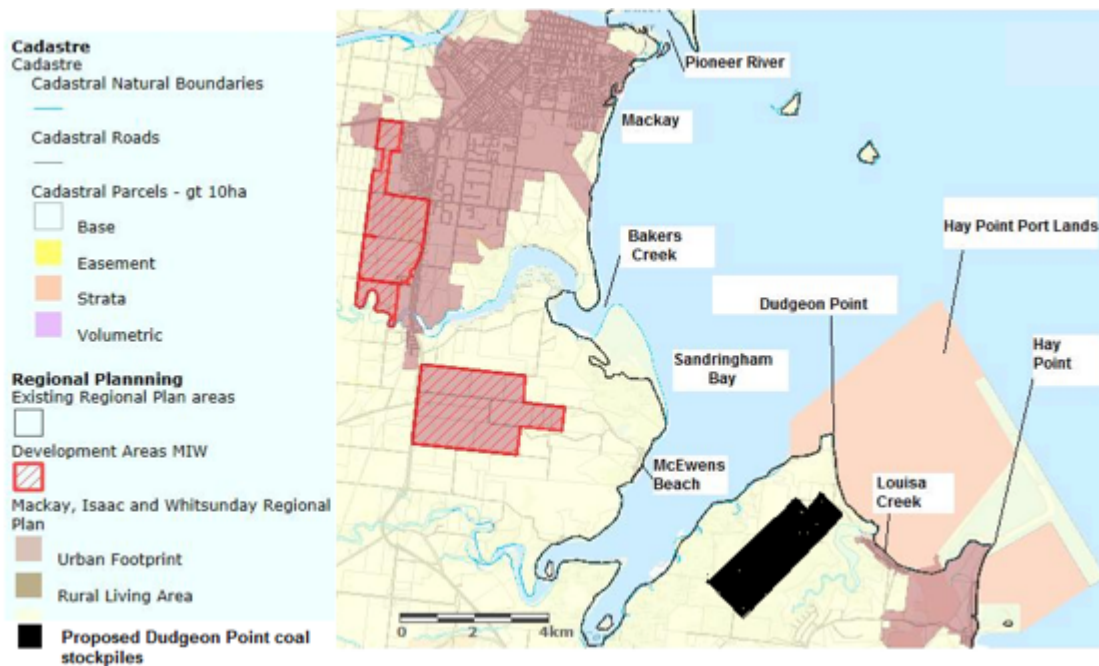 Cadastre
Cadastre
Cadastral Natural Boundaries
Cadastral Roads
Cadastral Parcels - gt 10ha
Base
Easement
Strata
Volumetric
Regional Plannning
Existing Regional Plan areas
Development Areas MIW
Mackay, Isaac and Whitsunday Regional
Plan
Urban Footprint
Rural Living Area
Proposed Dudgeon Point coal
stockpiles
Pioneer River
Mackay
Bakers
Creek
Hay Point Port Lands
Dudgeon Point
Hay
Point
Sandringham
Bay
McEwens
Beach
Louisa
Creek
0 2 4km